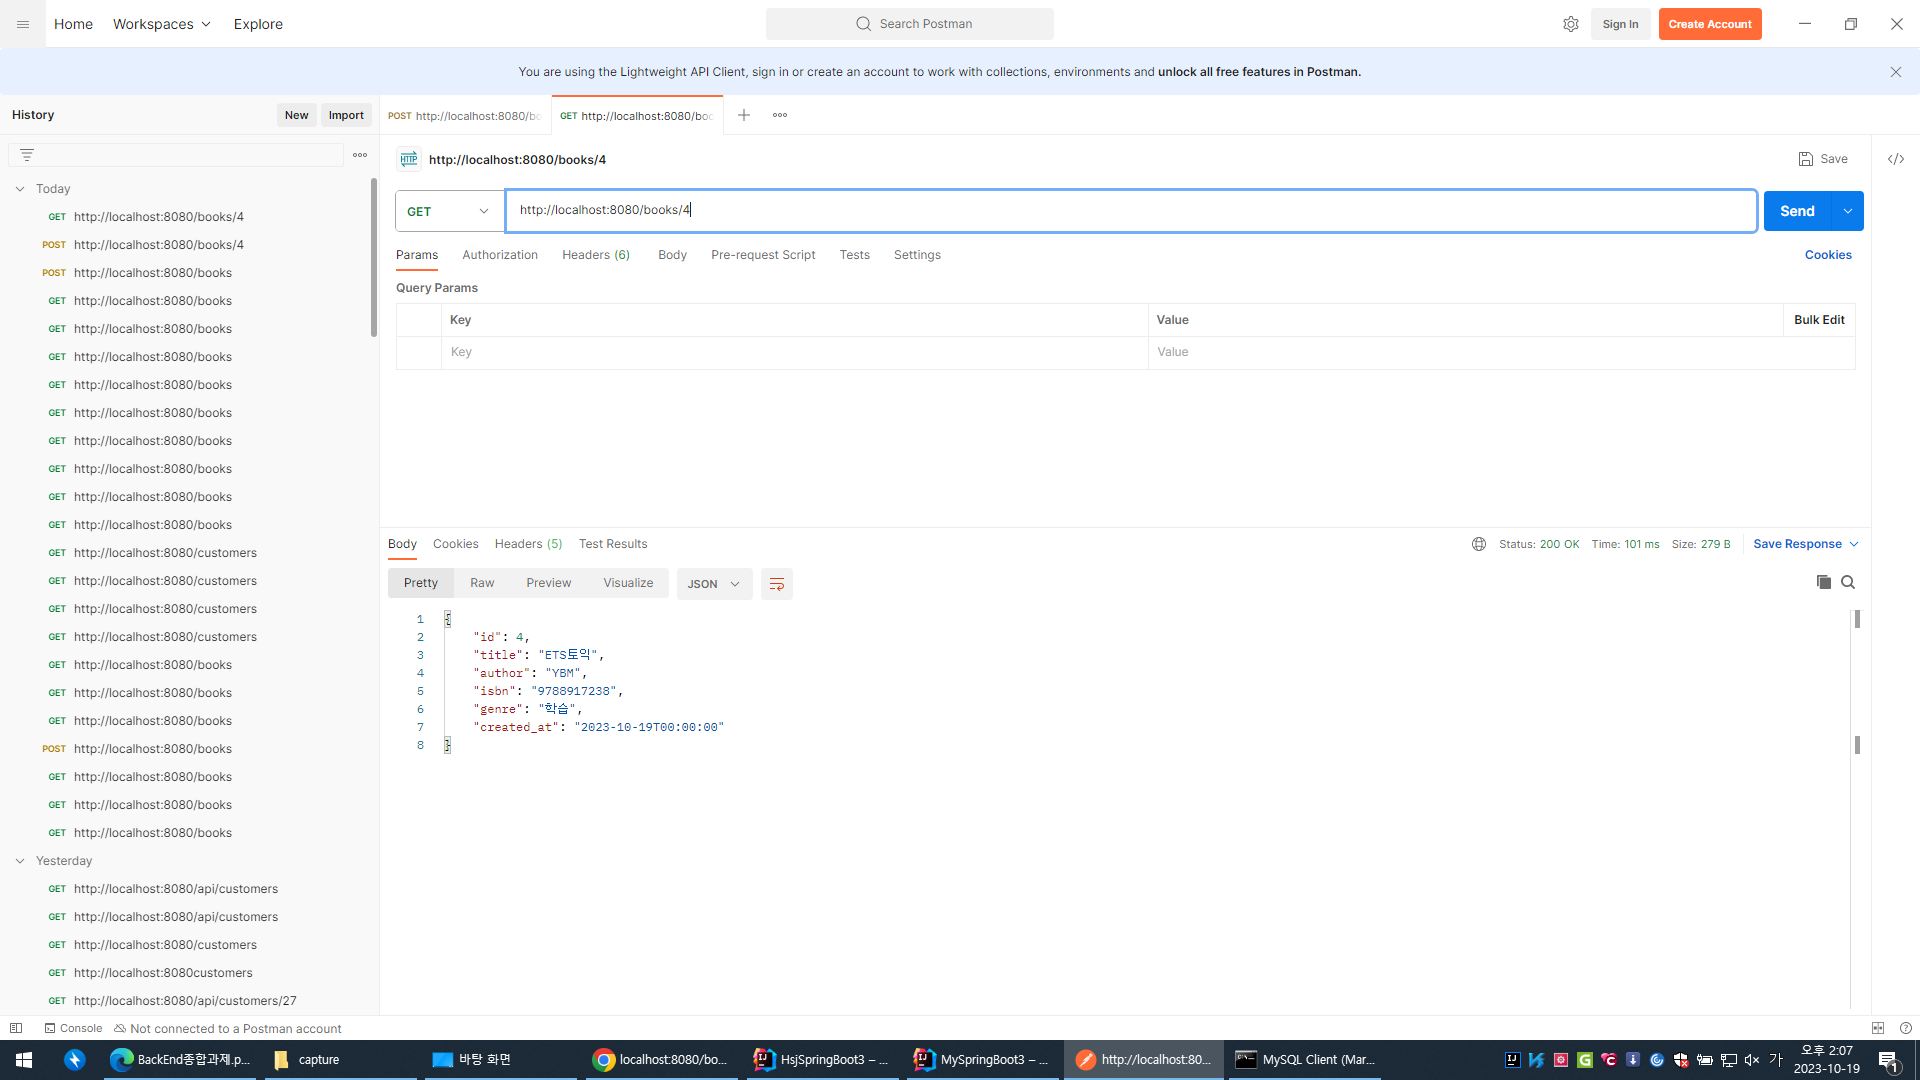 Home Workspaces Explore Search Postman Sign In Create Account
You are using the Lightweight API Client, sign in or create an account to work with collections, environments and unlock all free features in Postman.
History New Import POST http://localhost:8080/bo GET http://localhost:8080/boo
HTTP http://localhost:8080/books/4 Save
Today
GET http://localhost:8080/books/4
POST http://localhost:8080/books/4
POST http://localhost:8080/books
GET http://localhost:8080/books
GET http://localhost:8080/books
GET http://localhost:8080/books
GET http://localhost:8080/books
GET http://localhost:8080/books
GET http://localhost:8080/books
GET http://localhost:8080/books
GET http://localhost:8080/books
GET http://localhost:8080/books
GET http://localhost:8080/customers
GET http://localhost:8080/customers
GET http://localhost:8080/customers
GET http://localhost:8080/customers
GET http://localhost:8080/books
GET http://localhost:8080/books
GET http://localhost:8080/books
POST http://localhost:8080/books
GET http://localhost:8080/books
GET http://localhost:8080/books
GET http://localhost:8080/books
Yesterday
GET http://localhost:8080/api/customers
GET http://localhost:8080/api/customers
GET http://localhost:8080/customers
GET http://localhost:8080customers
GET http://localhost:8080/api/customers/27
GET http://localhost:8080/books/4 Send
Params Authorization Headers (6) Body Pre-request Script Tests Settings Cookies
Query Params
Key Value Bulk Edit
Key Value
Body Cookies Headers (5) Test Results Status: 200 OK Time: 101 ms Size: 279 B Save Response
Pretty Raw Preview Visualize JSON
1 {
2 "id": 4,
3 "title": "ETS토익",
4 "author": "YBM",
5 "isbn": "9788917238",
6 "genre": "학습",
7 "created_at": "2023-10-19T00:00:00"
8 }
Console Not connected to a Postman account
BackEnd종합과제.p... capture 바탕 화면 localhost:8080/bo... HsjSpringBoot3 – ... MySpringBoot3 – ... http://localhost:80... MySQL Client (Mar... 가 오후 2:07
2023-10-19 1